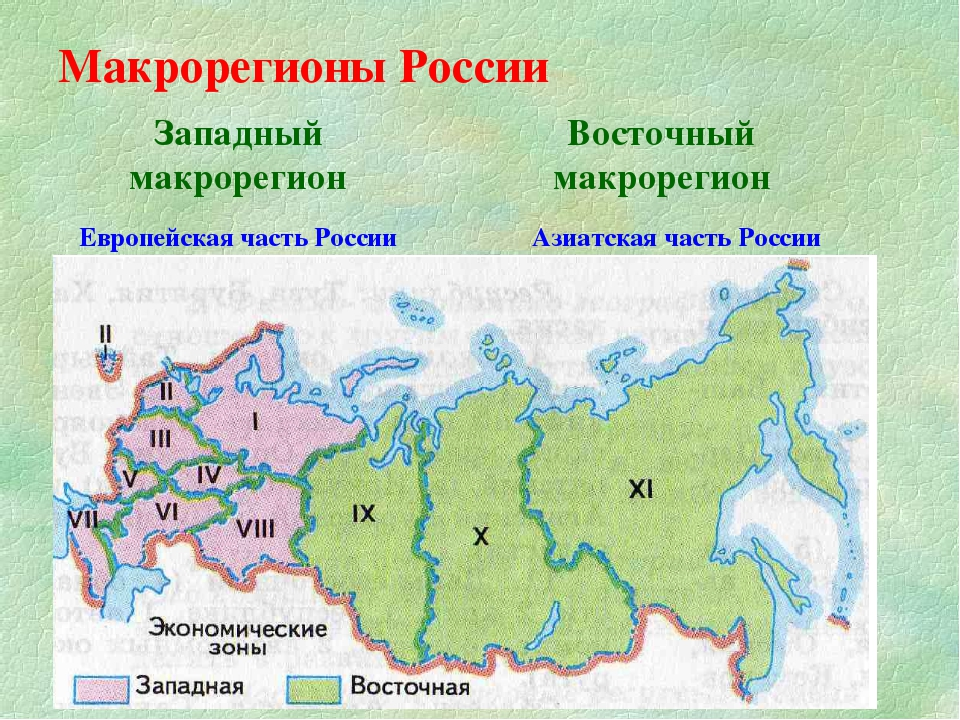 Макрорегионы России
Западный
макрорегион
Восточный
макрорегион
Европейская часть России
Азиатская часть России
II
II
I
III
V
IV
VII
VI
VIII
IX
X
XI
Экономические
зоны
Западная
Восточная